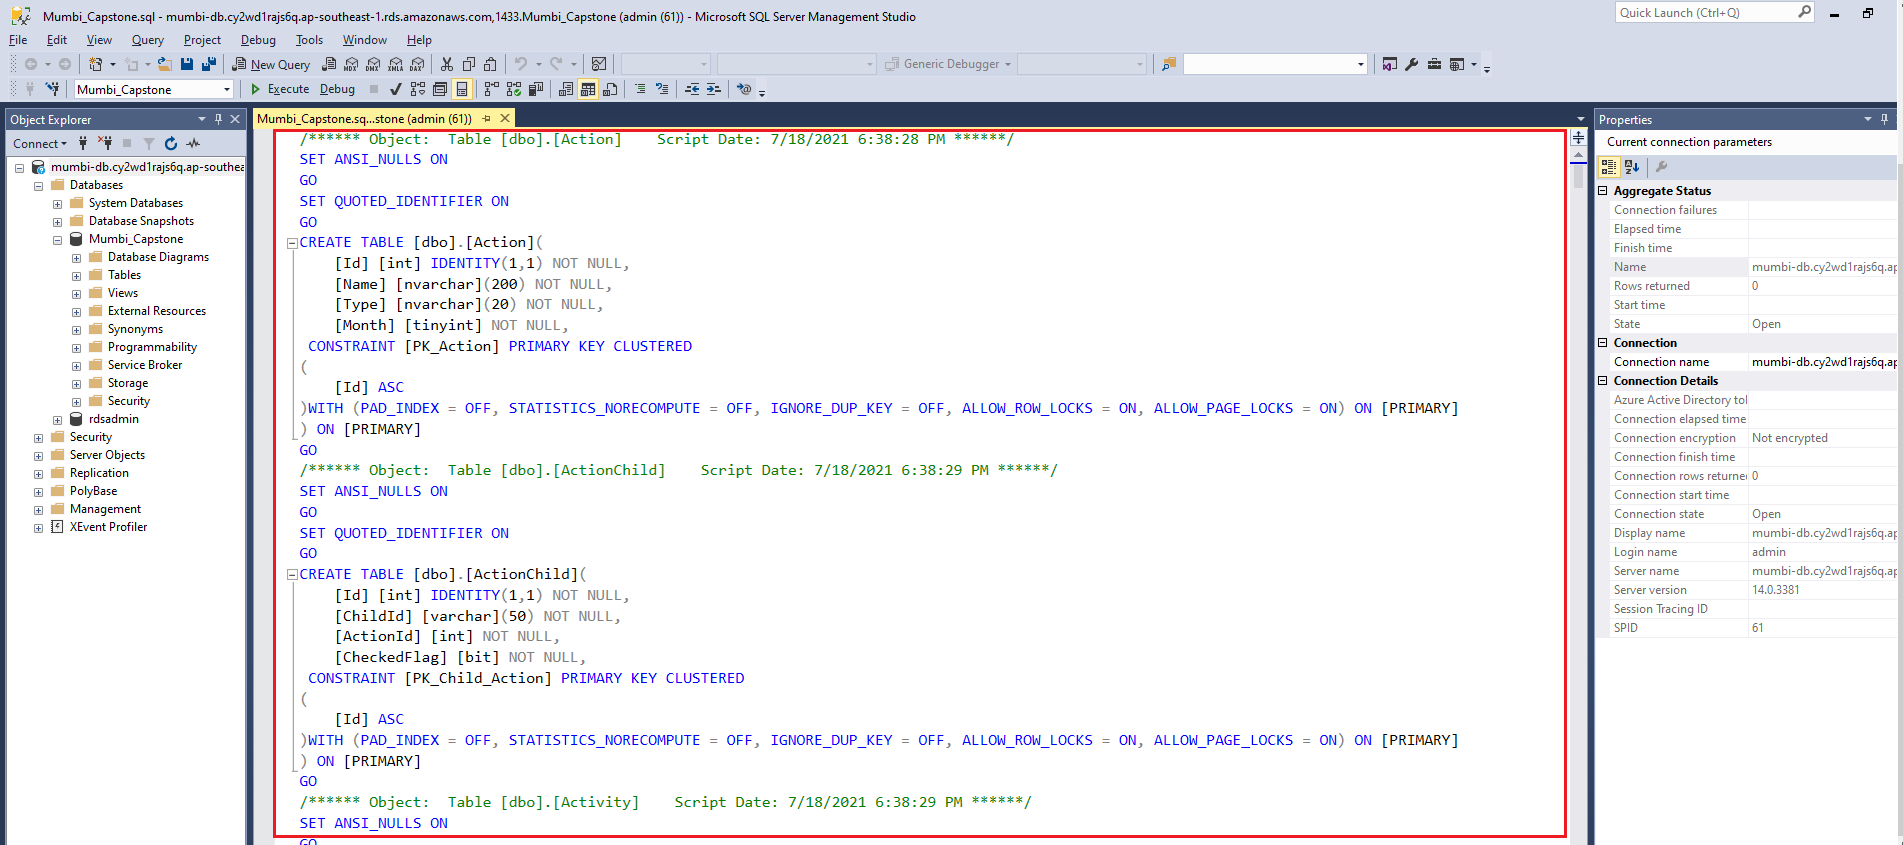 Mumbi_Capstone.sql - mumbi-db.cy2wd1rajs6q.ap-southeast-1.rds.amazonaws.com,1433.Mumbi_Capstone (admin (61)) - Microsoft SQL Server Management Studio
Quick Launch (Ctrl+Q)
File Edit View Query Project Debug Tools Window Help
New Query MDX DMX XMLA DAX Generic Debugger
Mumbi_Capstone Execute Debug
Object Explorer
Connect
mumbi-db.cy2wd1rajs6q.ap-southea
Databases
System Databases
Database Snapshots
Mumbi_Capstone
Database Diagrams
Tables
Views
External Resources
Synonyms
Programmability
Service Broker
Storage
Security
rdsadmin
Security
Server Objects
Replication
PolyBase
Management
XEvent Profiler
Mumbi_Capstone.sq...stone (admin (61))
/****** Object:  Table [dbo].[Action]    Script Date: 7/18/2021 6:38:28 PM ******/
SET ANSI_NULLS ON
GO
SET QUOTED_IDENTIFIER ON
GO
CREATE TABLE [dbo].[Action](
[Id] [int] IDENTITY(1,1) NOT NULL,
[Name] [nvarchar](200) NOT NULL,
[Type] [nvarchar](20) NOT NULL,
[Month] [tinyint] NOT NULL,
CONSTRAINT [PK_Action] PRIMARY KEY CLUSTERED
(
[Id] ASC
)WITH (PAD_INDEX = OFF, STATISTICS_NORECOMPUTE = OFF, IGNORE_DUP_KEY = OFF, ALLOW_ROW_LOCKS = ON, ALLOW_PAGE_LOCKS = ON) ON [PRIMARY]
) ON [PRIMARY]
GO
/****** Object:  Table [dbo].[ActionChild]    Script Date: 7/18/2021 6:38:29 PM ******/
SET ANSI_NULLS ON
GO
SET QUOTED_IDENTIFIER ON
GO
CREATE TABLE [dbo].[ActionChild](
[Id] [int] IDENTITY(1,1) NOT NULL,
[ChildId] [varchar](50) NOT NULL,
[ActionId] [int] NOT NULL,
[CheckedFlag] [bit] NOT NULL,
CONSTRAINT [PK_Child_Action] PRIMARY KEY CLUSTERED
(
[Id] ASC
)WITH (PAD_INDEX = OFF, STATISTICS_NORECOMPUTE = OFF, IGNORE_DUP_KEY = OFF, ALLOW_ROW_LOCKS = ON, ALLOW_PAGE_LOCKS = ON) ON [PRIMARY]
) ON [PRIMARY]
GO
/****** Object:  Table [dbo].[Activity]    Script Date: 7/18/2021 6:38:29 PM ******/
SET ANSI_NULLS ON
GO
Properties
Current connection parameters
Aggregate Status
Connection failures
Elapsed time
Finish time
Name mumbi-db.cy2wd1rajs6q.ap
Rows returned 0
Start time
State Open
Connection
Connection name mumbi-db.cy2wd1rajs6q.ap
Connection Details
Azure Active Directory tol
Connection elapsed time
Connection encryption Not encrypted
Connection finish time
Connection rows returned 0
Connection start time
Connection state Open
Display name mumbi-db.cy2wd1rajs6q.ap
Login name admin
Server name mumbi-db.cy2wd1rajs6q.ap
Server version 14.0.3381
Session Tracing ID
SPID 61